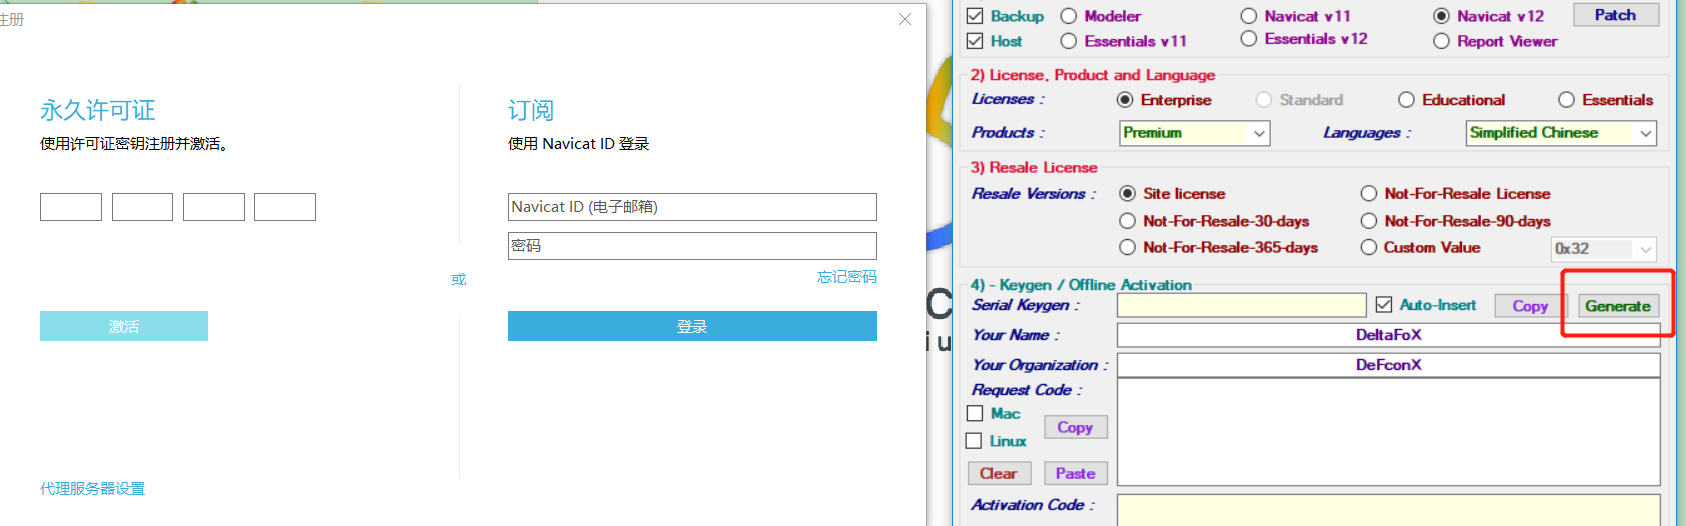 注册
永久许可证
使用许可证密钥注册并激活。
激活
代理服务器设置
或
订阅
使用 Navicat ID 登录
Navicat ID (电子邮箱)
密码
忘记密码
登录
Backup Modeler Navicat v11 Navicat v12 Patch
Host Essentials v11 Essentials v12 Report Viewer
2) License, Product and Language
Licenses : Enterprise Standard Educational Essentials
Products : Premium Languages : Simplified Chinese
3) Resale License
Resale Versions : Site license Not-For-Resale License
Not-For-Resale-30-days Not-For-Resale-90-days
Not-For-Resale-365-days Custom Value 0x32
4) - Keygen / Offline Activation
Serial Keygen : Auto-Insert Copy Generate
Your Name : DeltaFoX
Your Organization : DeFconX
Request Code :
Mac
Linux Copy
Clear Paste
Activation Code :